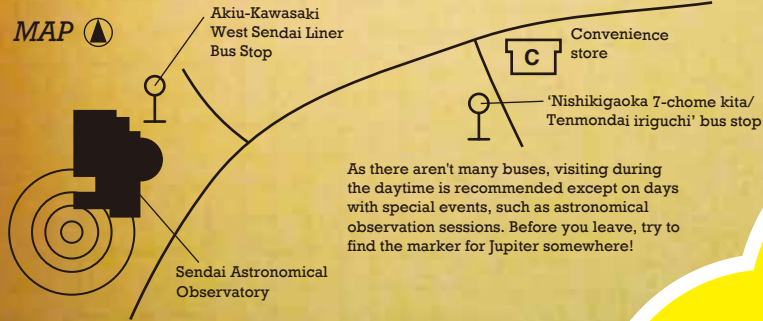 MAP
Akiu-Kawasaki
West Sendai Liner
Bus Stop
C
Convenience
store
‘Nishikigaoka 7-chome kita/
Tenmondai iriguchi’ bus stop
As there aren't many buses, visiting during
the daytime is recommended except on days
with special events, such as astronomical
observation sessions. Before you leave, try to
find the marker for Jupiter somewhere!
Sendai Astronomical
Observatory